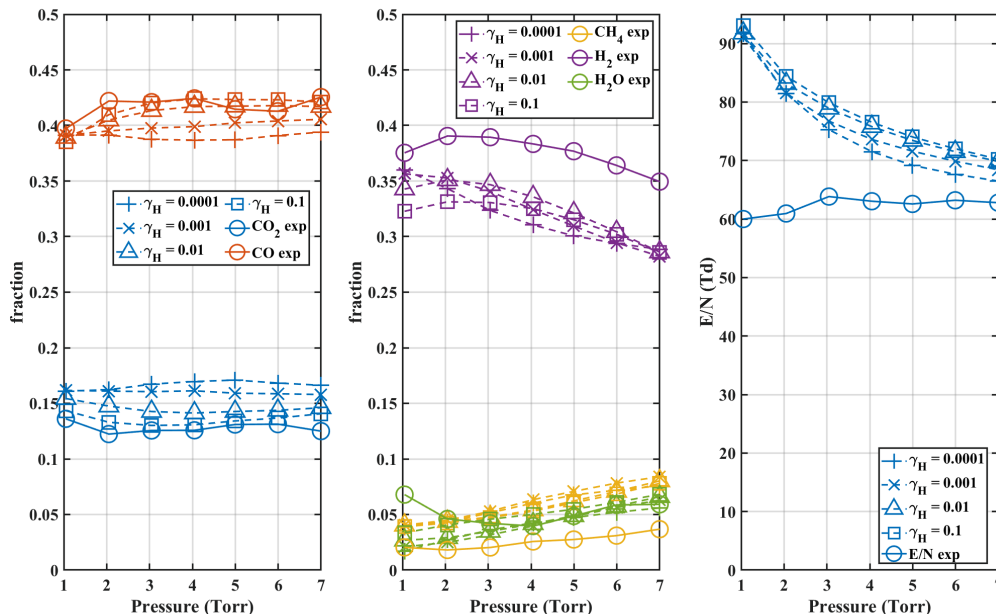 0.5
0.45
0.4
0.35
0.3
0.25
0.2
0.15
0.1
0.05
0
fraction
γH = 0.0001
γH = 0.001
γH = 0.01
γH = 0.1
CO2 exp
CO exp
1 2 3 4 5 6 7
Pressure (Torr)
0.5
0.45
0.4
0.35
0.3
0.25
0.2
0.15
0.1
0.05
0
fraction
γH = 0.0001
γH = 0.001
γH = 0.01
γH = 0.1
CH4 exp
H2 exp
H2O exp
1 2 3 4 5 6 7
Pressure (Torr)
90
80
70
60
50
40
30
20
10
0
E/N (Td)
γH = 0.0001
γH = 0.001
γH = 0.01
γH = 0.1
E/N exp
1 2 3 4 5 6 7
Pressure (Torr)